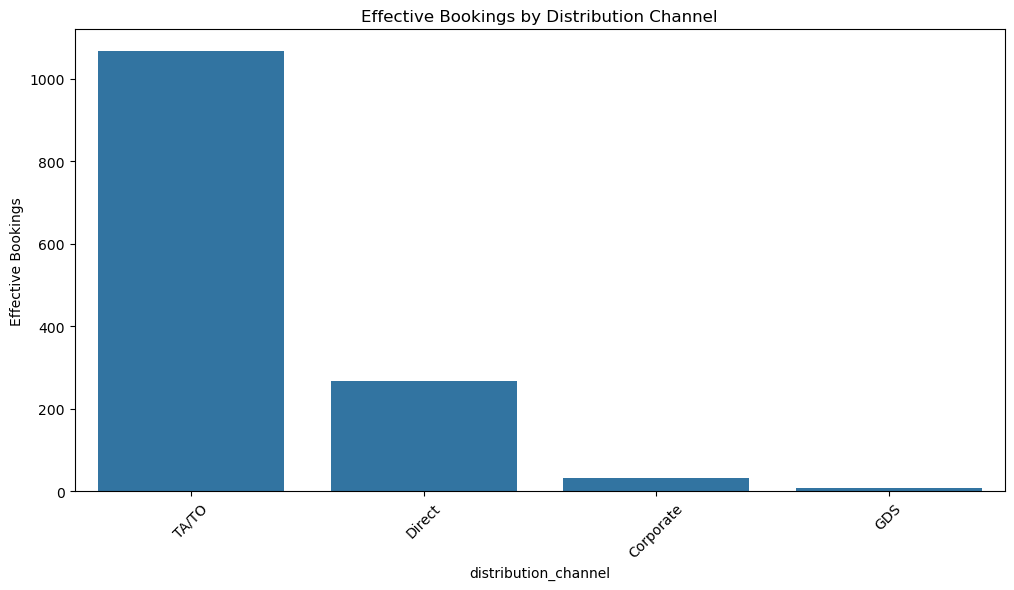 Effective Bookings by Distribution Channel
Effective Bookings
1000
800
600
400
200
0
TA/TO
Direct
Corporate
GDS
distribution_channel